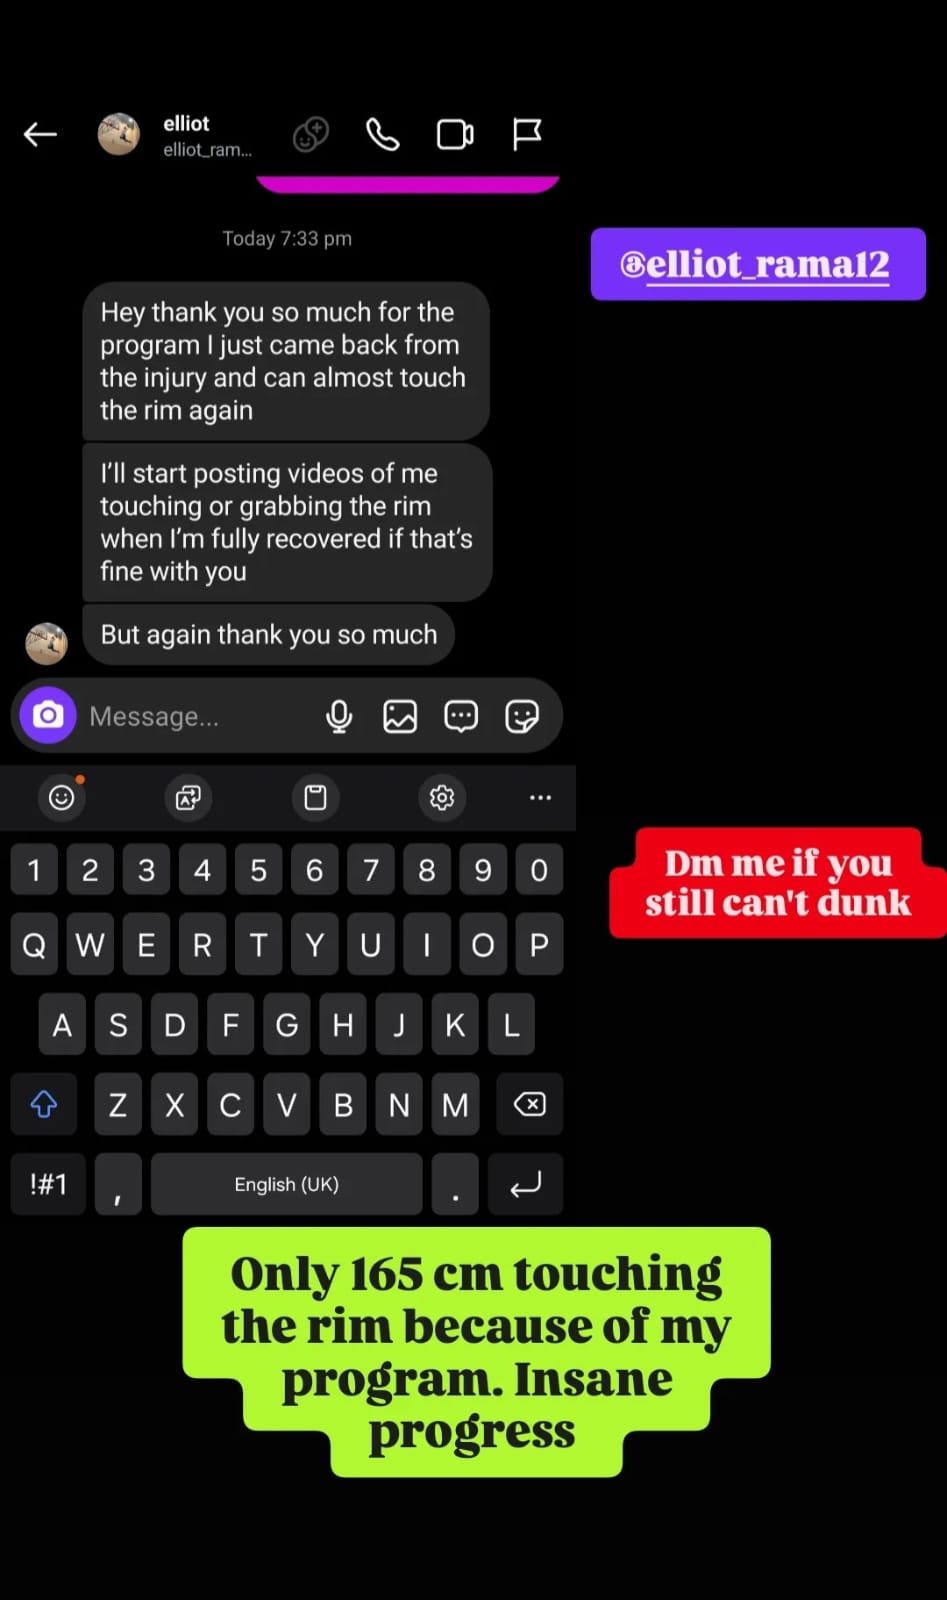 elliot
elliot_ram...
Today 7:33 pm
@elliot_rama12
Hey thank you so much for the
program I just came back from
the injury and can almost touch
the rim again
I'll start posting videos of me
touching or grabbing the rim
when I'm fully recovered if that's
fine with you
But again thank you so much
Message...
1 2 3 4 5 6 7 8 9 0
Dm me if you
still can't dunk
Q W E R T Y U I O P
A S D F G H J K L
Z X C V B N M
!#1 , English (UK) .
Only 165 cm touching
the rim because of my
program. Insane
progress